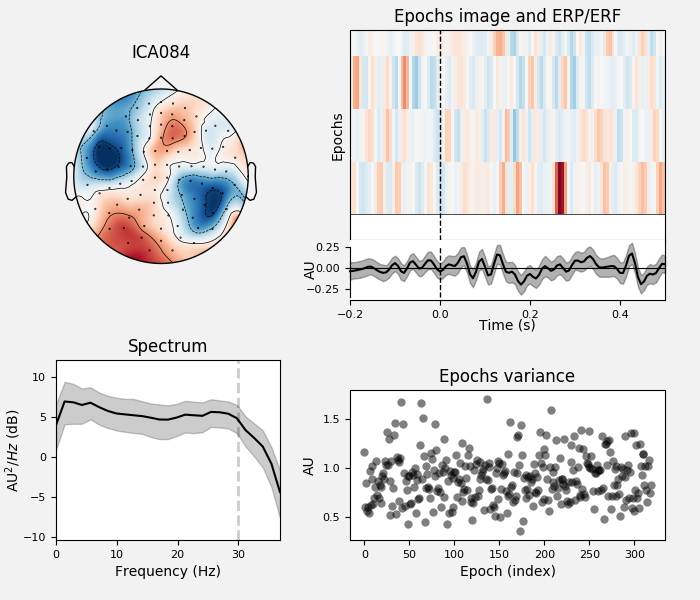 ICA084
Epochs image and ERP/ERF
Epochs
AU
0.25
0.00
−0.25
−0.2
0.0
0.2
0.4
Time (s)
Spectrum
AU²/Hz (dB)
10
5
0
−5
−10
0
10
20
30
Frequency (Hz)
Epochs variance
AU
1.5
1.0
0.5
0
50
100
150
200
250
300
Epoch (index)